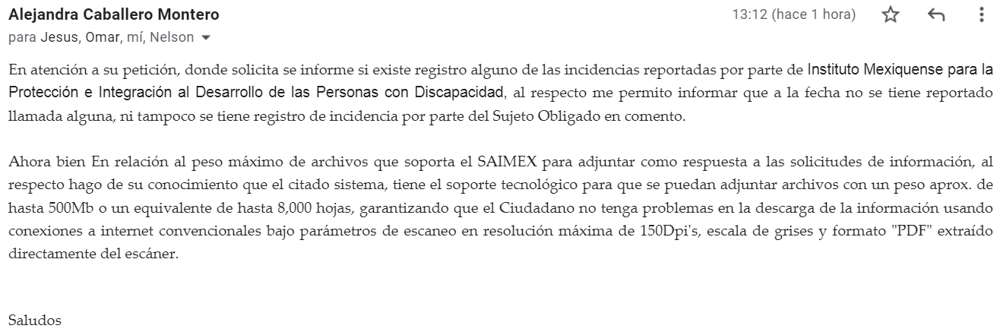 Alejandra Caballero Montero
13:12 (hace 1 hora)
para Jesus, Omar, mí, Nelson
En atención a su petición, donde solicita se informe si existe registro alguno de las incidencias reportadas por parte de Instituto Mexiquense para la
Protección e Integración al Desarrollo de las Personas con Discapacidad, al respecto me permito informar que a la fecha no se tiene reportado
llamada alguna, ni tampoco se tiene registro de incidencia por parte del Sujeto Obligado en comento.
Ahora bien En relación al peso máximo de archivos que soporta el SAIMEX para adjuntar como respuesta a las solicitudes de información, al
respecto hago de su conocimiento que el citado sistema, tiene el soporte tecnológico para que se puedan adjuntar archivos con un peso aprox. de
hasta 500Mb o un equivalente de hasta 8,000 hojas, garantizando que el Ciudadano no tenga problemas en la descarga de la información usando
conexiones a internet convencionales bajo parámetros de escaneo en resolución máxima de 150Dpi's, escala de grises y formato "PDF" extraído
directamente del escáner.
Saludos